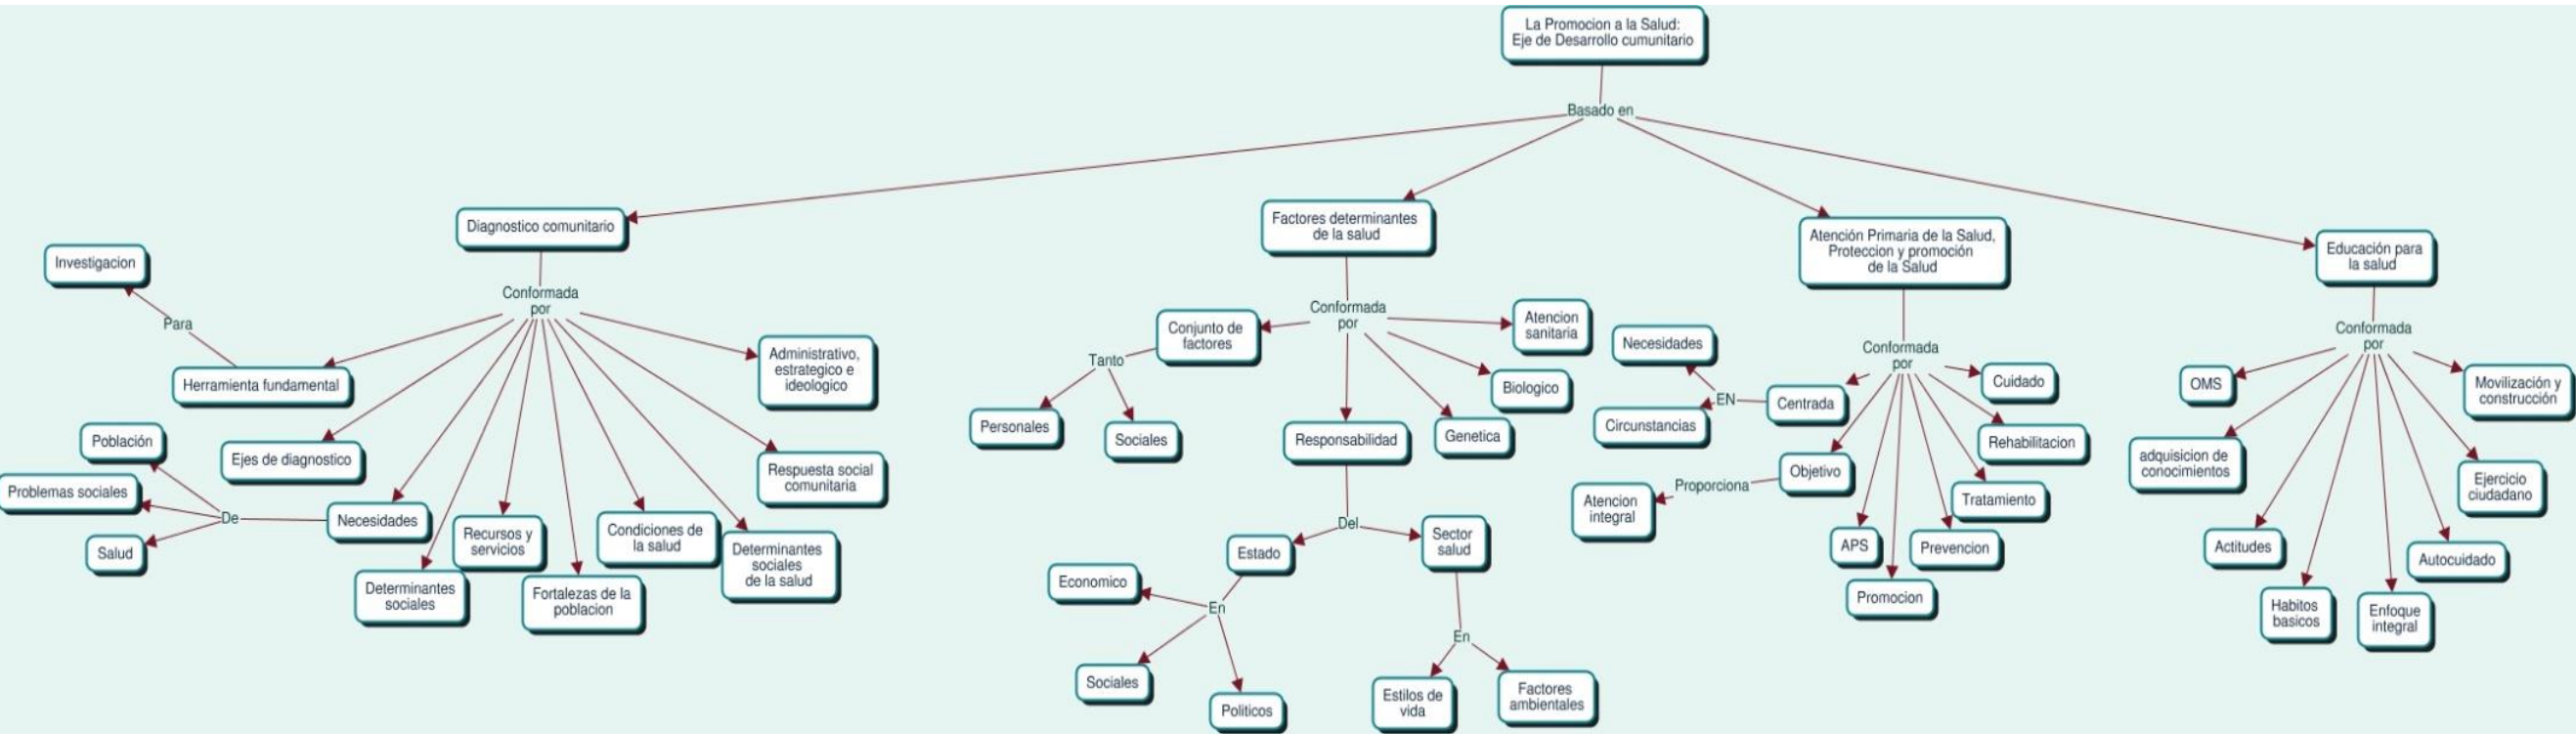 La Promocion a la Salud:
Eje de Desarrollo cumunitario
Basado en
Diagnostico comunitario
Conformada
por
Herramienta fundamental
Para
Investigacion
Ejes de diagnostico
Necesidades
De
Población
Problemas sociales
Salud
Determinantes
sociales
Recursos y
servicios
Fortalezas de la
poblacion
Condiciones de
la salud
Determinantes
sociales
de la salud
Respuesta social
comunitaria
Administrativo,
estrategico e
ideologico
Factores determinantes
de la salud
Conformada
por
Conjunto de
factores
Tanto
Personales
Sociales
Responsabilidad
Del
Estado
En
Economico
Sociales
Politicos
Sector
salud
En
Estilos de
vida
Factores
ambientales
Genetica
Biologico
Atencion
sanitaria
Atención Primaria de la Salud,
Proteccion y promoción
de la Salud
Conformada
por
Centrada
EN
Necesidades
Circunstancias
Objetivo
Proporciona
Atencion
integral
APS
Promocion
Prevencion
Tratamiento
Rehabilitacion
Cuidado
Educación para
la salud
Conformada
por
OMS
adquisicion de
conocimientos
Actitudes
Habitos
basicos
Enfoque
integral
Autocuidado
Ejercicio
ciudadano
Movilización y
construcción